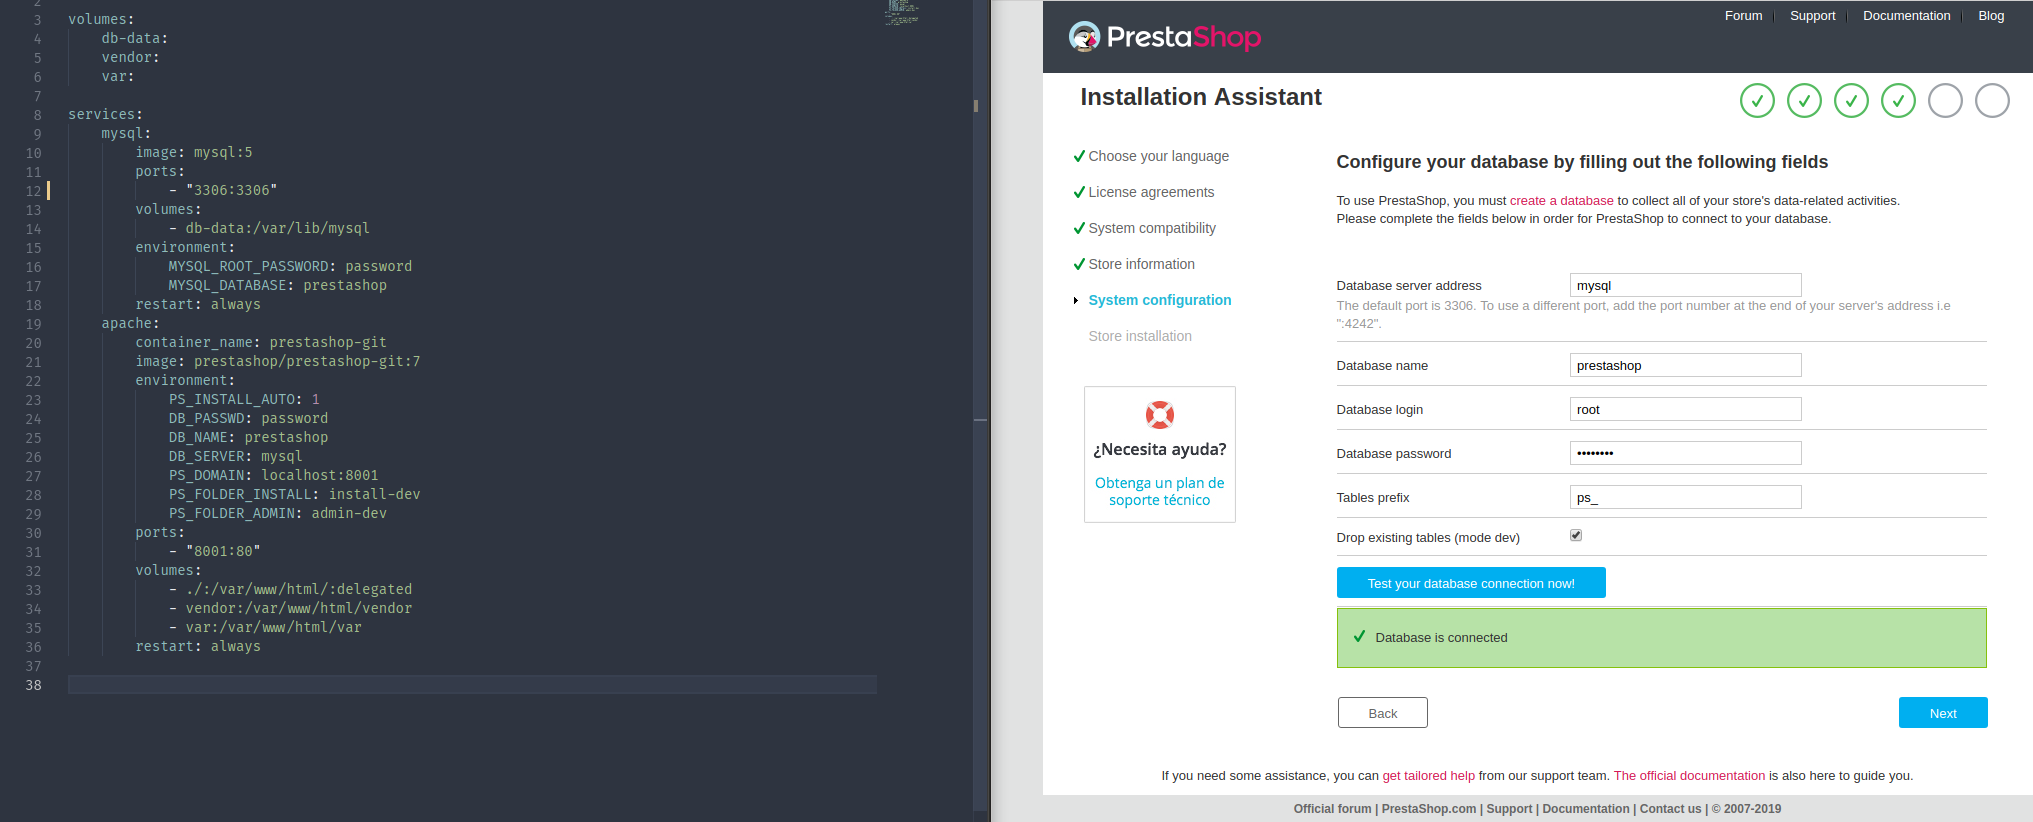 2
3 volumes:
4 db-data:
5 vendor:
6 var:
7
8 services:
9 mysql:
10 image: mysql:5
11 ports:
12 - "3306:3306"
13 volumes:
14 - db-data:/var/lib/mysql
15 environment:
16 MYSQL_ROOT_PASSWORD: password
17 MYSQL_DATABASE: prestashop
18 restart: always
19 apache:
20 container_name: prestashop-git
21 image: prestashop/prestashop-git:7
22 environment:
23 PS_INSTALL_AUTO: 1
24 DB_PASSWD: password
25 DB_NAME: prestashop
26 DB_SERVER: mysql
27 PS_DOMAIN: localhost:8001
28 PS_FOLDER_INSTALL: install-dev
29 PS_FOLDER_ADMIN: admin-dev
30 ports:
31 - "8001:80"
32 volumes:
33 - ./:/var/www/html/:delegated
34 - vendor:/var/www/html/vendor
35 - var:/var/www/html/var
36 restart: always
37
38
Forum | Support | Documentation | Blog
PrestaShop
Installation Assistant
Choose your language
License agreements
System compatibility
Store information
System configuration
Store installation
¿Necesita ayuda?
Obtenga un plan de
soporte técnico
Configure your database by filling out the following fields
To use PrestaShop, you must create a database to collect all of your store's data-related activities.
Please complete the fields below in order for PrestaShop to connect to your database.
Database server address mysql
The default port is 3306. To use a different port, add the port number at the end of your server's address i.e
":4242".
Database name prestashop
Database login root
Database password ••••••••
Tables prefix ps_
Drop existing tables (mode dev)
Test your database connection now!
Database is connected
Back
Next
If you need some assistance, you can get tailored help from our support team. The official documentation is also here to guide you.
Official forum | PrestaShop.com | Support | Documentation | Contact us | © 2007-2019